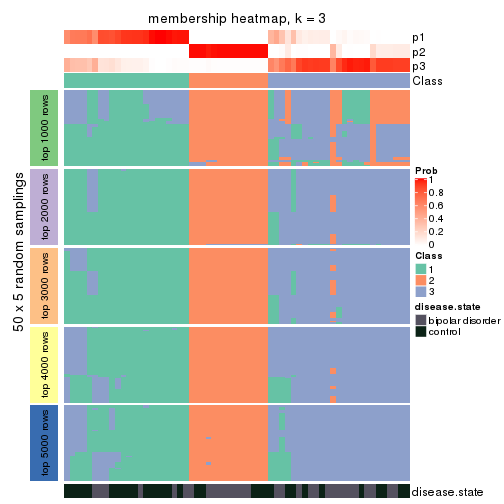 membership heatmap, k = 3
p1
p2
p3
Class
50 x 5 random samplings
top 1000 rows
top 2000 rows
top 3000 rows
top 4000 rows
top 5000 rows
Prob
1
0.8
0.6
0.4
0.2
0
Class
1
2
3
disease.state
bipolar disorder
control
disease.state